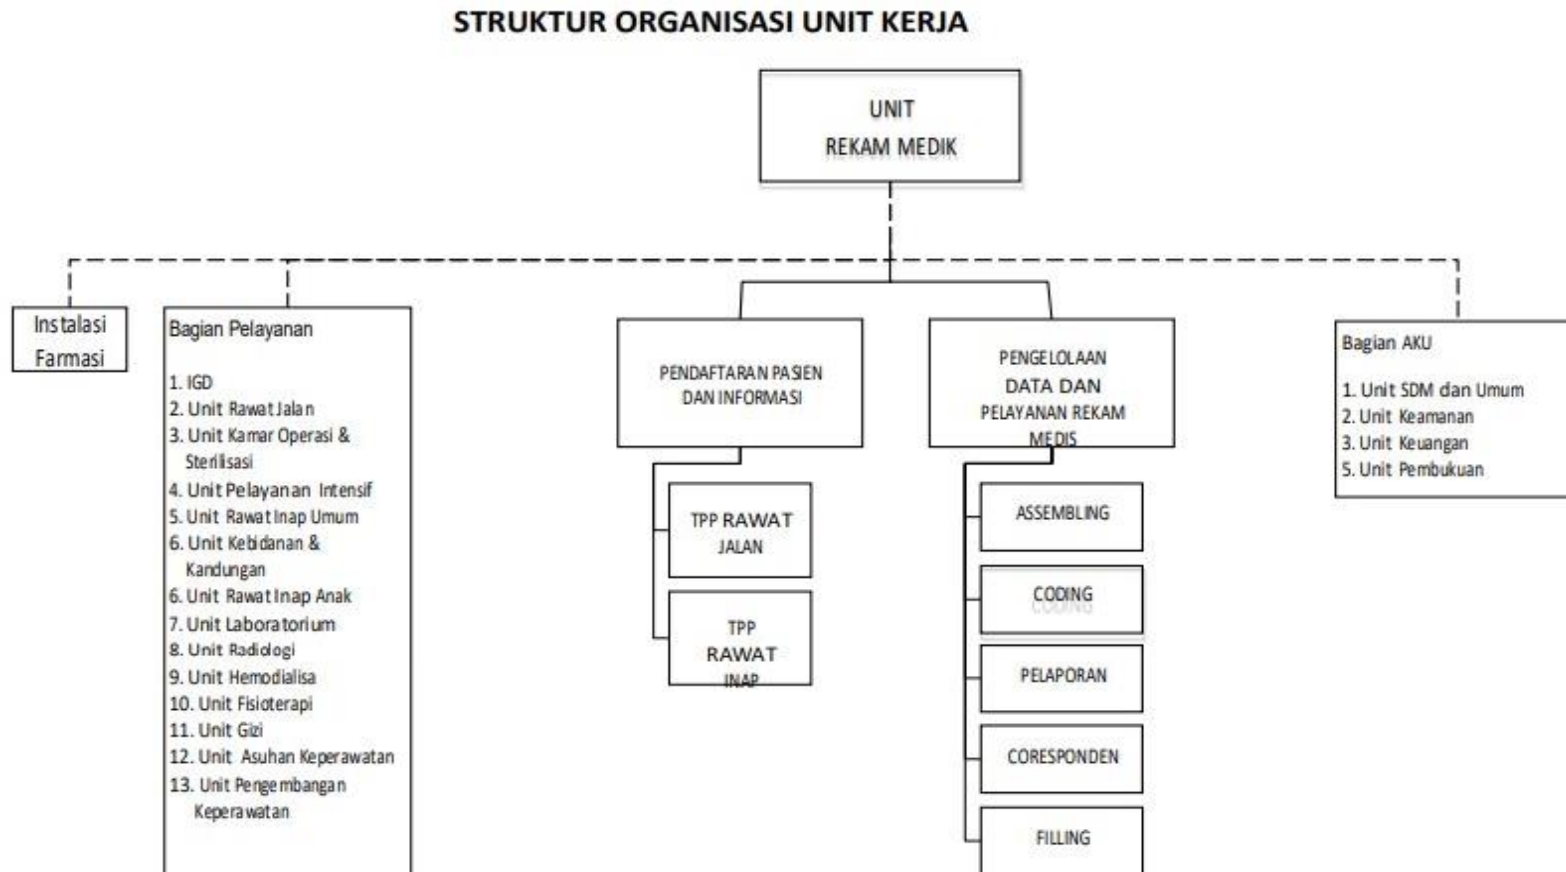 STRUKTUR ORGANISASI UNIT KERJA
UNIT
REKAM MEDIK
Instalasi
Farmasi
Bagian Pelayanan
1. IGD
2. Unit Rawat Jalan
3. Unit Kamar Operasi &
Sterilisasi
4. Unit Pelayanan Intensif
5. Unit Rawat Inap Umum
6. Unit Kebidanan &
Kandungan
6. Unit Rawat Inap Anak
7. Unit Laboratorium
8. Unit Radiologi
9. Unit Hemodialisa
10. Unit Fisioterapi
11. Unit Gizi
12. Unit Asuhan Keperawatan
13. Unit Pengembangan
Keperawatan
PENDAFTARAN PASIEN
DAN INFORMASI
TPP RAWAT
JALAN
TPP
RAWAT
INAP
PENGELOLAAN
DATA DAN
PELAYANAN REKAM
MEDIS
ASSEMBLING
CODING
PELAPORAN
CORESPONDEN
FILLING
Bagian AKU
1. Unit SDM dan Umum
2. Unit Keamanan
3. Unit Keuangan
5. Unit Pembukuan